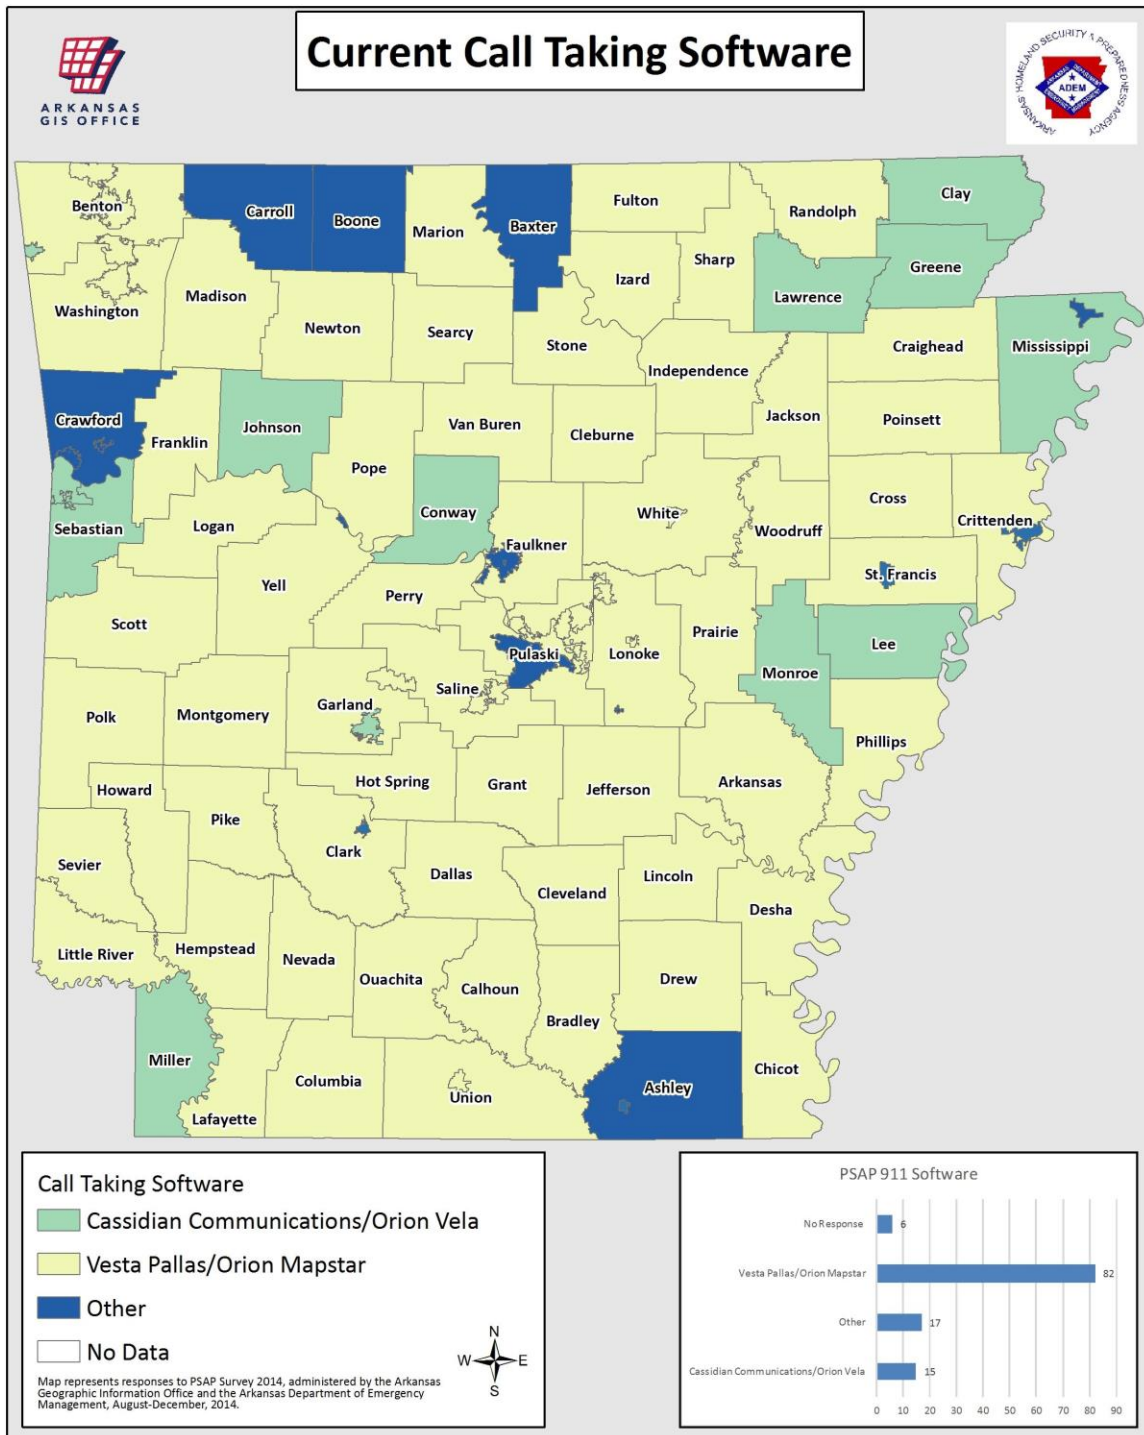 Current Call Taking Software
ARKANSAS
GIS OFFICE
ARKANSAS' HOMELAND SECURITY & PREPAREDNESS AGENCY
ADEM
Benton
Carroll
Boone
Marion
Baxter
Fulton
Randolph
Clay
Washington
Madison
Newton
Searcy
Stone
Izard
Sharp
Lawrence
Greene
Mississippi
Craighead
Independence
Jackson
Poinsett
Crawford
Franklin
Johnson
Pope
Van Buren
Cleburne
Sebastian
Logan
Conway
Faulkner
White
Woodruff
Cross
Crittenden
St. Francis
Scott
Yell
Perry
Pulaski
Lonoke
Prairie
Monroe
Lee
Polk
Montgomery
Garland
Saline
Phillips
Howard
Pike
Hot Spring
Grant
Jefferson
Arkansas
Sevier
Clark
Dallas
Cleveland
Lincoln
Desha
Little River
Hempstead
Nevada
Ouachita
Calhoun
Bradley
Drew
Miller
Lafayette
Columbia
Union
Ashley
Chicot
Call Taking Software
Cassidian Communications/Orion Vela
Vesta Pallas/Orion Mapstar
Other
No Data
N
W
E
S
Map represents responses to PSAP Survey 2014, administered by the Arkansas
Geographic Information Office and the Arkansas Department of Emergency
Management, August-December, 2014.
PSAP 911 Software
No Response
6
Vesta Pallas/Orion Mapstar
82
Other
17
Cassidian Communications/Orion Vela
15
0 10 20 30 40 50 60 70 80 90